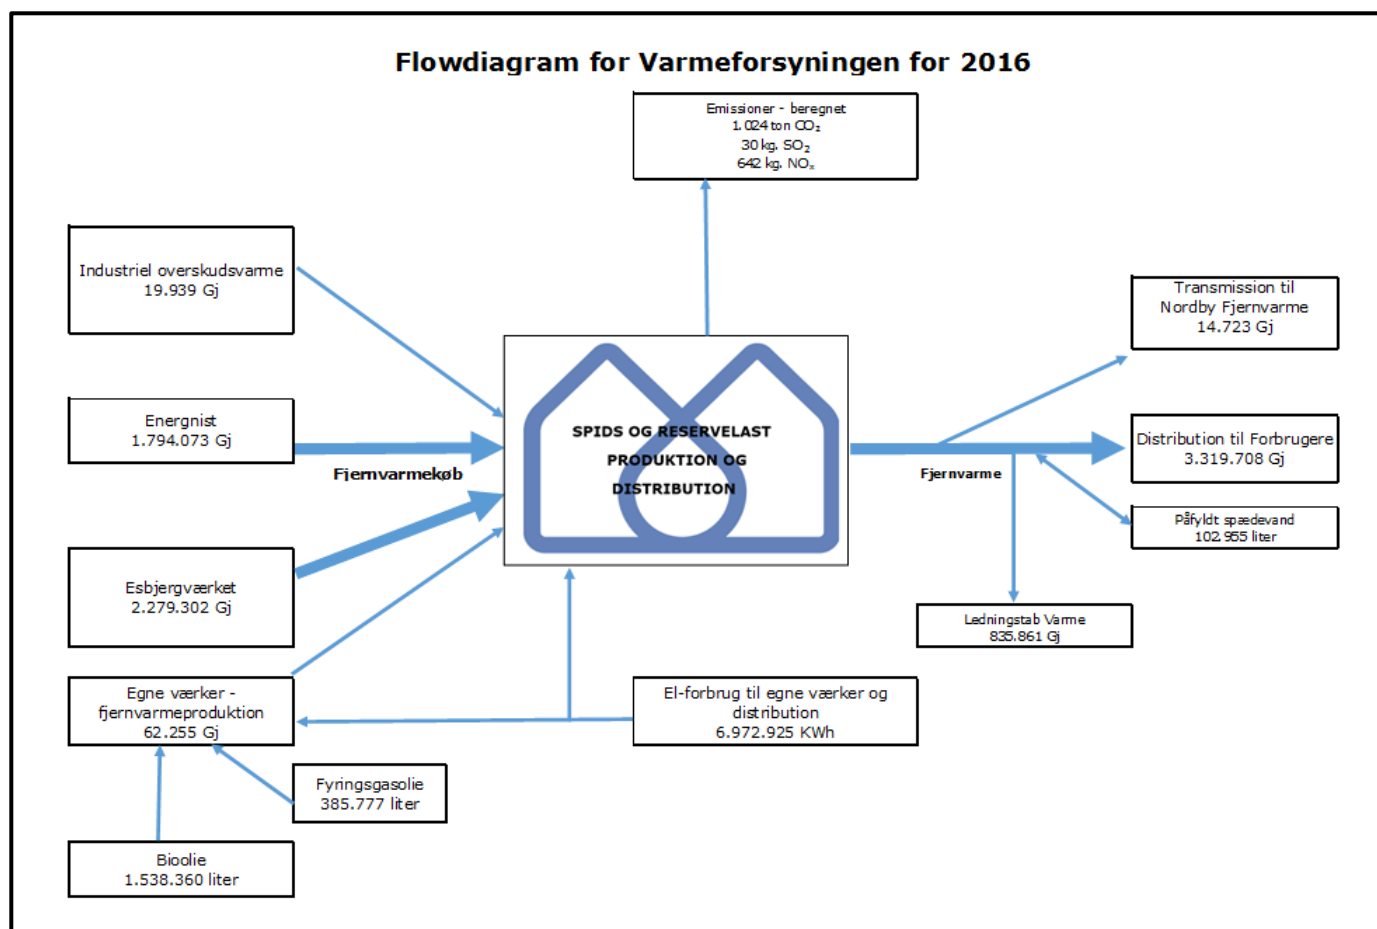 Flowdiagram for Varmeforsyningen for 2016
Emissioner - beregnet
1.024 ton CO₂
30 kg. SO₂
642 kg. NOₓ
Industriel overskudsvarme
19.939 Gj
Transmission til
Nordby Fjernvarme
14.723 Gj
Energnist
1.794.073 Gj
Fjernvarmekøb
SPIDS OG RESERVELAST
PRODUKTION OG
DISTRIBUTION
Fjernvarme
Distribution til Forbrugere
3.319.708 Gj
Påfyldt spædevand
102.955 liter
Esbjergværket
2.279.302 Gj
Ledningstab Varme
835.861 Gj
Egne værker -
fjernvarmeproduktion
62.255 Gj
El-forbrug til egne værker og
distribution
6.972.925 KWh
Fyringsgasolie
385.777 liter
Bioolie
1.538.360 liter